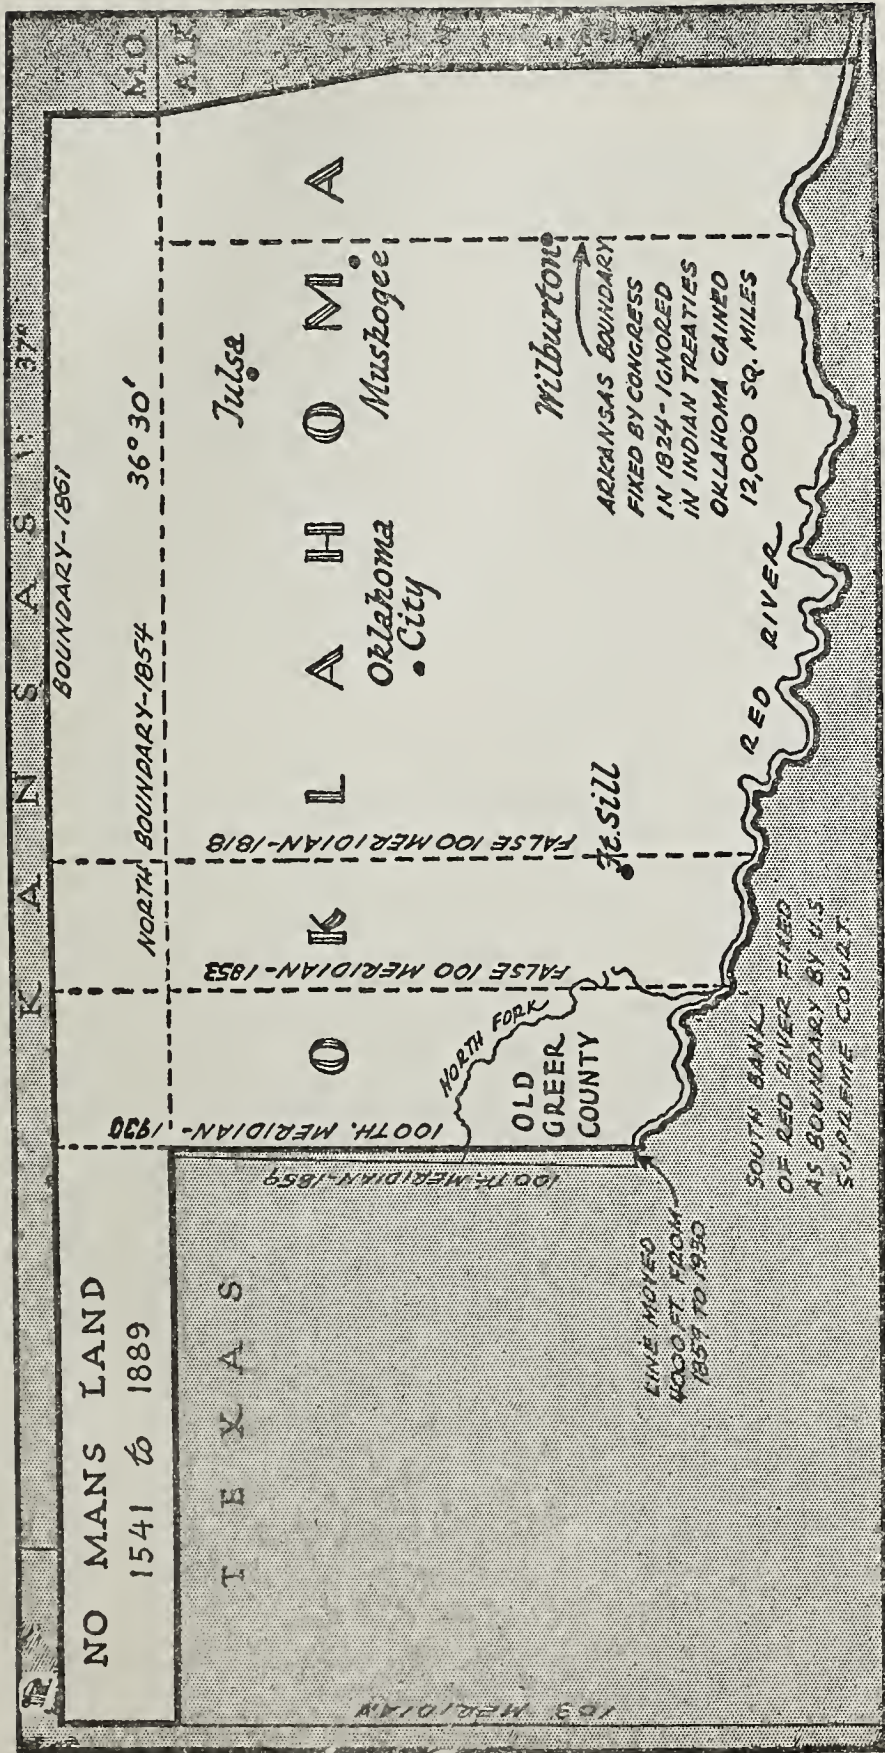 K A N S A S
37°
MO.
ARK
BOUNDARY-1861
36°30'
NORTH BOUNDARY-1854
NO MANS LAND
1541 to 1889
T E X A S
103 MERIDIAN
100TH. MERIDIAN-1859
100TH. MERIDIAN- 1930
FALSE 100 MERIDIAN-1853
FALSE 100 MERIDIAN-1818
O K L A H O M A
Tulsa
Muskogee
Oklahoma
City
Wilburton
Ft. Sill
NORTH FORK
OLD
GREER
COUNTY
ARKANSAS BOUNDARY
FIXED BY CONGRESS
IN 1824-IGNORED
IN INDIAN TREATIES
OKLAHOMA GAINED
12,000 SQ. MILES
RED RIVER
LINE MOVED
4000 FT. FROM
1859 TO 1930
SOUTH BANK
OF RED RIVER FIXED
AS BOUNDARY BY U S
SUPREME COURT